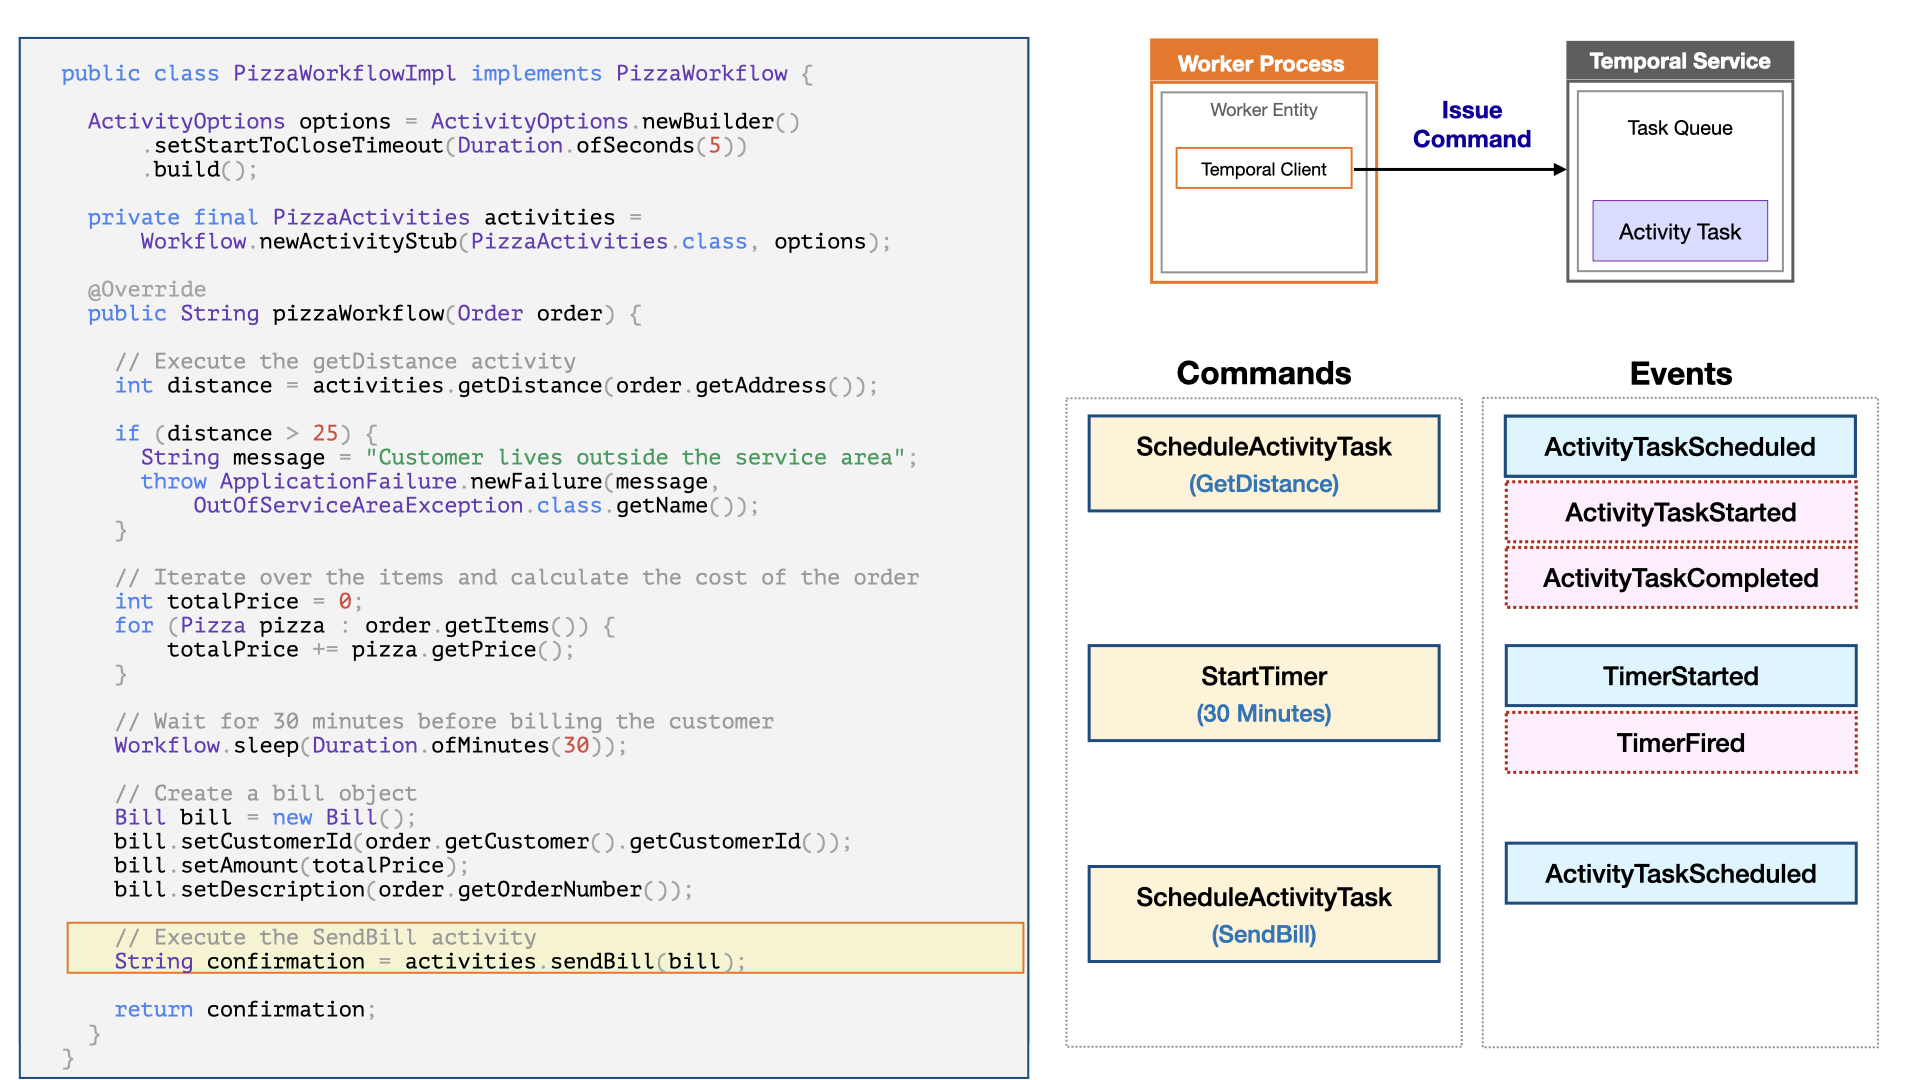 public class PizzaWorkflowImpl implements PizzaWorkflow {
ActivityOptions options = ActivityOptions.newBuilder()
.setStartToCloseTimeout(Duration.ofSeconds(5))
.build();
private final PizzaActivities activities =
Workflow.newActivityStub(PizzaActivities.class, options);
@Override
public String pizzaWorkflow(Order order) {
// Execute the getDistance activity
int distance = activities.getDistance(order.getAddress());
if (distance > 25) {
String message = "Customer lives outside the service area";
throw ApplicationFailure.newFailure(message,
OutOfServiceAreaException.class.getName());
}
// Iterate over the items and calculate the cost of the order
int totalPrice = 0;
for (Pizza pizza : order.getItems()) {
totalPrice += pizza.getPrice();
}
// Wait for 30 minutes before billing the customer
Workflow.sleep(Duration.ofMinutes(30));
// Create a bill object
Bill bill = new Bill();
bill.setCustomerId(order.getCustomer().getCustomerId());
bill.setAmount(totalPrice);
bill.setDescription(order.getOrderNumber());
// Execute the SendBill activity
String confirmation = activities.sendBill(bill);
return confirmation;
}
}
Worker Process
Worker Entity
Temporal Client
Issue
Command
Temporal Service
Task Queue
Activity Task
Commands
ScheduleActivityTask
(GetDistance)
StartTimer
(30 Minutes)
ScheduleActivityTask
(SendBill)
Events
ActivityTaskScheduled
ActivityTaskStarted
ActivityTaskCompleted
TimerStarted
TimerFired
ActivityTaskScheduled